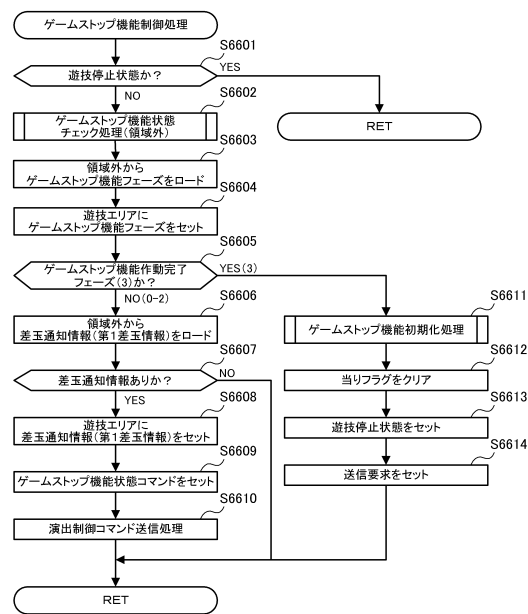 ゲームストップ機能制御処理
S6601
遊技停止状態か？
YES
NO
RET
S6602
ゲームストップ機能状態
チェック処理(領域外)
S6603
領域外から
ゲームストップ機能フェーズをロード
S6604
遊技エリアに
ゲームストップ機能フェーズをセット
S6605
ゲームストップ機能作動完了
フェーズ(3)か？
YES(3)
NO(0-2)
S6606
領域外から
差玉通知情報(第1差玉情報)をロード
S6607
差玉通知情報ありか？
NO
YES
S6608
遊技エリアに
差玉通知情報(第1差玉情報)をセット
S6609
ゲームストップ機能状態コマンドをセット
S6610
演出制御コマンド送信処理
S6611
ゲームストップ機能初期化処理
S6612
当りフラグをクリア
S6613
遊技停止状態をセット
S6614
送信要求をセット
RET